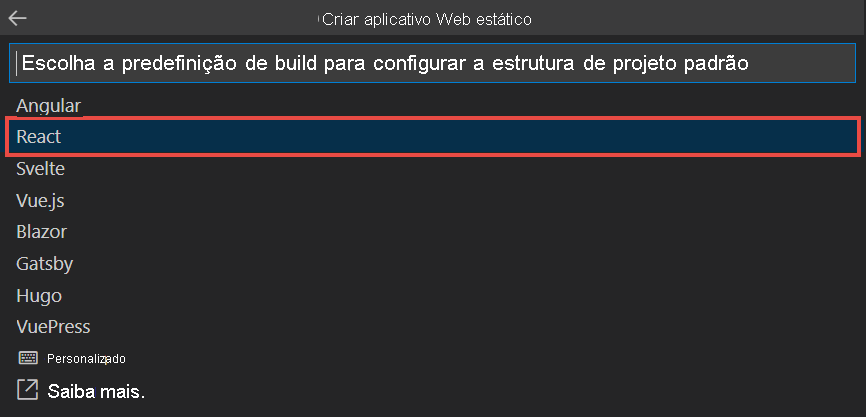 Criar aplicativo Web estático
Escolha a predefinição de build para configurar a estrutura de projeto padrão
Angular
React
Svelte
Vue.js
Blazor
Gatsby
Hugo
VuePress
Personalizado
Saiba mais.